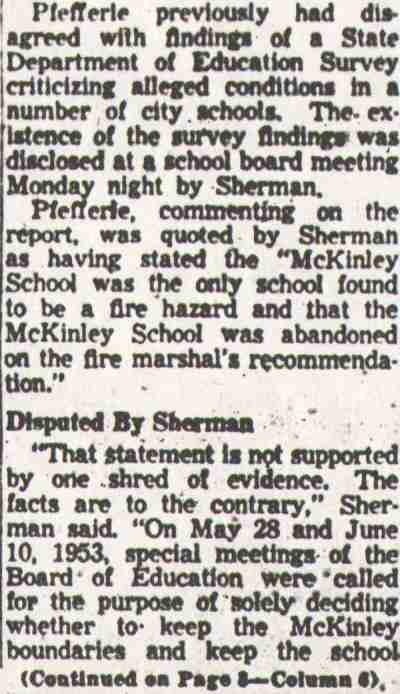 Pfefferle previously had dis-
agreed with findings of a State
Department of Education Survey
criticizing alleged conditions in a
number of city schools. The ex-
istence of the survey findings was
disclosed at a school board meeting
Monday night by Sherman.
Pfefferle, commenting on the
report, was quoted by Sherman
as having stated the "McKinley
School was the only school found
to be a fire hazard and that the
McKinley School was abandoned
on the fire marshal's recommenda-
tion."
Disputed By Sherman
"That statement is not supported
by one shred of evidence. The
facts are to the contrary," Sher-
man said. "On May 28 and June
10, 1953, special meetings of the
Board of Education were called
for the purpose of solely deciding
whether to keep the McKinley
boundaries and keep the school
(Continued on Page 8—Column 6).